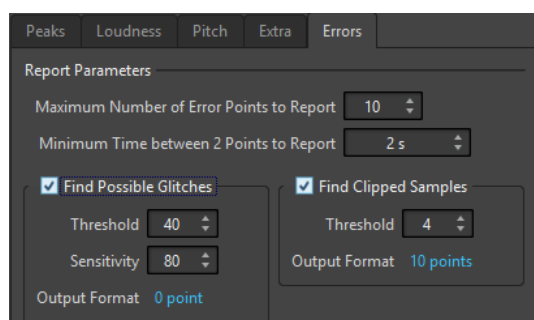 Peaks Loudness Pitch Extra Errors
Report Parameters
Maximum Number of Error Points to Report 10
Minimum Time between 2 Points to Report 2 s
Find Possible Glitches
Threshold 40
Sensitivity 80
Output Format 0 point
Find Clipped Samples
Threshold 4
Output Format 10 points